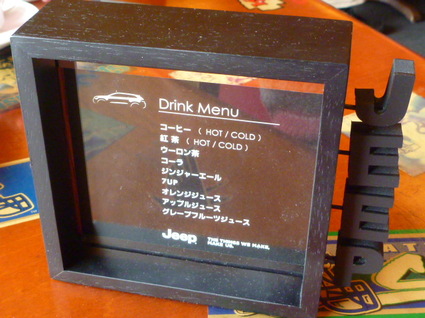 Drink Menu
コーヒー ( HOT / COLD )
紅茶 ( HOT / COLD )
ウーロン茶
コーラ
ジンジャーエール
7UP
オレンジジュース
アップルジュース
グレープフルーツジュース
Jeep
THE THINGS WE MAKE,
MAKE US.
JEEP